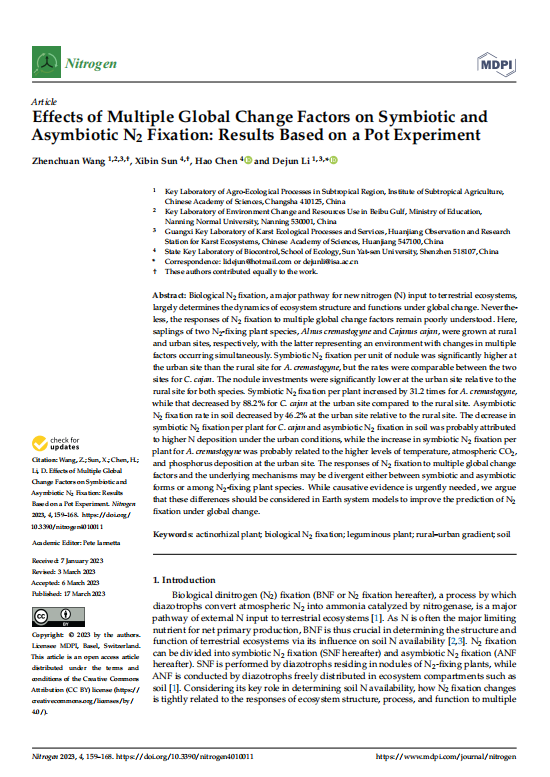 Nitrogen
MDPI
Article
Effects of Multiple Global Change Factors on Symbiotic and
Asymbiotic N2 Fixation: Results Based on a Pot Experiment
Zhenchuan Wang 1,2,3,†, Xibin Sun 4,†, Hao Chen 4 and Dejun Li 1,3,*
1 Key Laboratory of Agro-Ecological Processes in Subtropical Region, Institute of Subtropical Agriculture,
Chinese Academy of Sciences, Changsha 410125, China
2 Key Laboratory of Environment Change and Resources Use in Beibu Gulf, Ministry of Education,
Nanning Normal University, Nanning 530001, China
3 Guangxi Key Laboratory of Karst Ecological Processes and Services, Huanjiang Observation and Research
Station for Karst Ecosystems, Chinese Academy of Sciences, Huanjiang 547100, China
4 State Key Laboratory of Biocontrol, School of Ecology, Sun Yat-sen University, Shenzhen 518107, China
* Correspondence: lidejun@hotmail.com or dejunli@isa.ac.cn
† These authors contributed equally to the work.
Abstract: Biological N2 fixation, a major pathway for new nitrogen (N) input to terrestrial ecosystems,
largely determines the dynamics of ecosystem structure and functions under global change. Neverthe-
less, the responses of N2 fixation to multiple global change factors remain poorly understood. Here,
saplings of two N2-fixing plant species, Alnus cremastogyne and Cajanus cajan, were grown at rural
and urban sites, respectively, with the latter representing an environment with changes in multiple
factors occurring simultaneously. Symbiotic N2 fixation per unit of nodule was significantly higher at
the urban site than the rural site for A. cremastogyne, but the rates were comparable between the two
sites for C. cajan. The nodule investments were significantly lower at the urban site relative to the
rural site for both species. Symbiotic N2 fixation per plant increased by 31.2 times for A. cremastogyne,
while that decreased by 88.2% for C. cajan at the urban site compared to the rural site. Asymbiotic
N2 fixation rate in soil decreased by 46.2% at the urban site relative to the rural site. The decrease in
symbiotic N2 fixation per plant for C. cajan and asymbiotic N2 fixation in soil was probably attributed
to higher N deposition under the urban conditions, while the increase in symbiotic N2 fixation per
plant for A. cremastogyne was probably related to the higher levels of temperature, atmospheric CO2,
and phosphorus deposition at the urban site. The responses of N2 fixation to multiple global change
factors and the underlying mechanisms may be divergent either between symbiotic and asymbiotic
forms or among N2-fixing plant species. While causative evidence is urgently needed, we argue
that these differences should be considered in Earth system models to improve the prediction of N2
fixation under global change.
Keywords: actinorhizal plant; biological N2 fixation; leguminous plant; rural–urban gradient; soil
check for
updates
Citation: Wang, Z.; Sun, X.; Chen, H.;
Li, D. Effects of Multiple Global
Change Factors on Symbiotic and
Asymbiotic N2 Fixation: Results
Based on a Pot Experiment. Nitrogen
2023, 4, 159–168. https://doi.org/
10.3390/nitrogen4010011
Academic Editor: Pete Iannetta
Received: 7 January 2023
Revised: 3 March 2023
Accepted: 6 March 2023
Published: 17 March 2023
CC BY
Copyright: © 2023 by the authors.
Licensee MDPI, Basel, Switzerland.
This article is an open access article
distributed under the terms and
conditions of the Creative Commons
Attribution (CC BY) license (https://
creativecommons.org/licenses/by/
4.0/).
1. Introduction
Biological dinitrogen (N2) fixation (BNF or N2 fixation hereafter), a process by which
diazotrophs convert atmospheric N2 into ammonia catalyzed by nitrogenase, is a major
pathway of external N input to terrestrial ecosystems [1]. As N is often the major limiting
nutrient for net primary production, BNF is thus crucial in determining the structure and
function of terrestrial ecosystems via its influence on soil N availability [2,3]. N2 fixation
can be divided into symbiotic N2 fixation (SNF hereafter) and asymbiotic N2 fixation (ANF
hereafter). SNF is performed by diazotrophs residing in nodules of N2-fixing plants, while
ANF is conducted by diazotrophs freely distributed in ecosystem compartments such as
soil [1]. Considering its key role in determining soil N availability, how N2 fixation changes
is tightly related to the responses of ecosystem structure, process, and function to multiple
Nitrogen 2023, 4, 159–168. https://doi.org/10.3390/nitrogen4010011
https://www.mdpi.com/journal/nitrogen